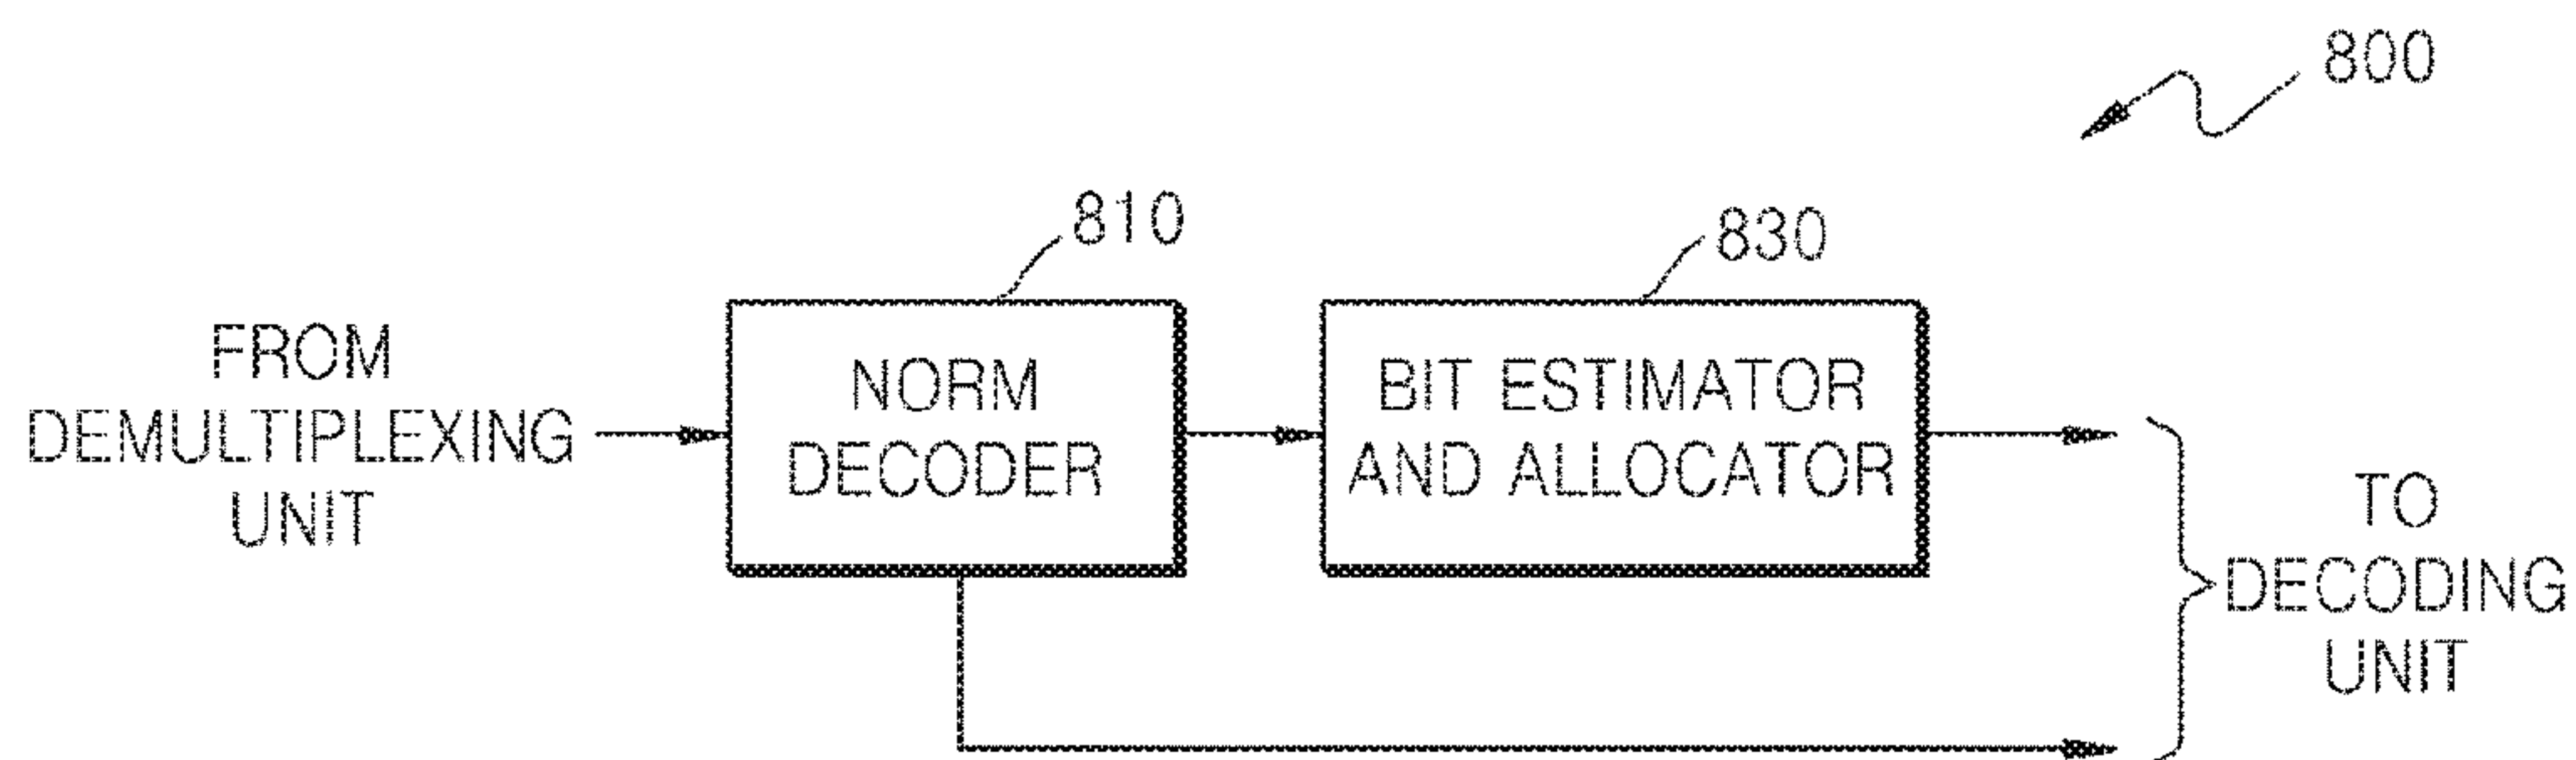 800
810
830
FROM
DEMULTIPLEXING
UNIT
NORM
DECODER
BIT ESTIMATOR
AND ALLOCATOR
TO
DECODING
UNIT